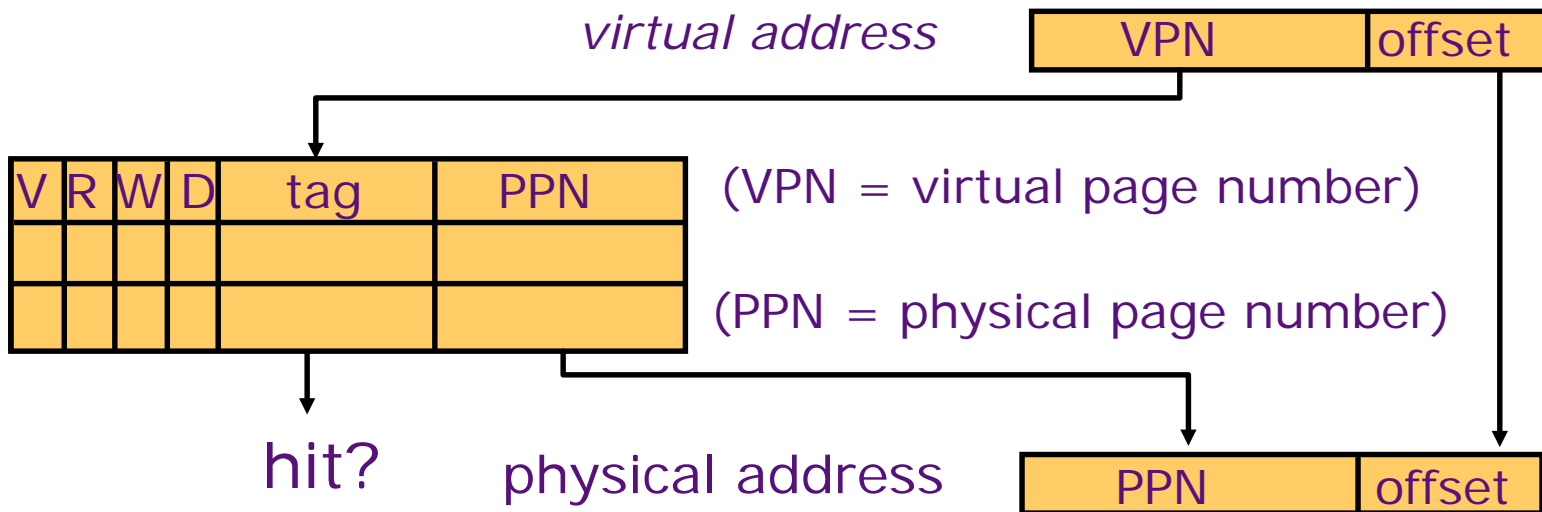 virtual address VPN offset
V R W D tag PPN (VPN = virtual page number)
(PPN = physical page number)
hit? physical address PPN offset